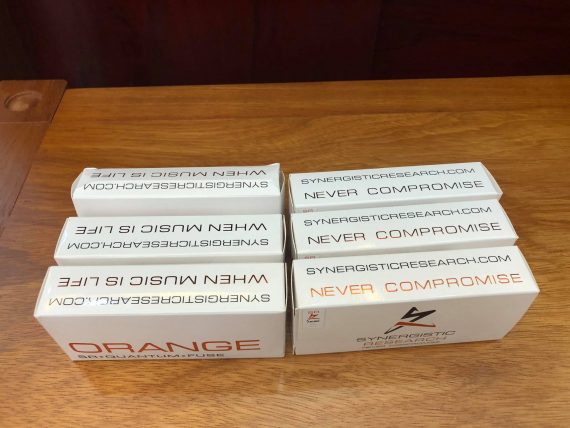 WHEN MUSIC IS LIFE
SYNERGISTICRESEARCH.COM
WHEN MUSIC IS LIFE
SYNERGISTICRESEARCH.COM
WHEN MUSIC IS LIFE
SYNERGISTICRESEARCH.COM
ORANGE
SR•QUANTUM•FUSE
SYNERGISTICRESEARCH.COM
NEVER COMPROMISE
SYNERGISTICRESEARCH.COM
NEVER COMPROMISE
SYNERGISTICRESEARCH.COM
NEVER COMPROMISE
SYNERGISTIC
RESEARCH